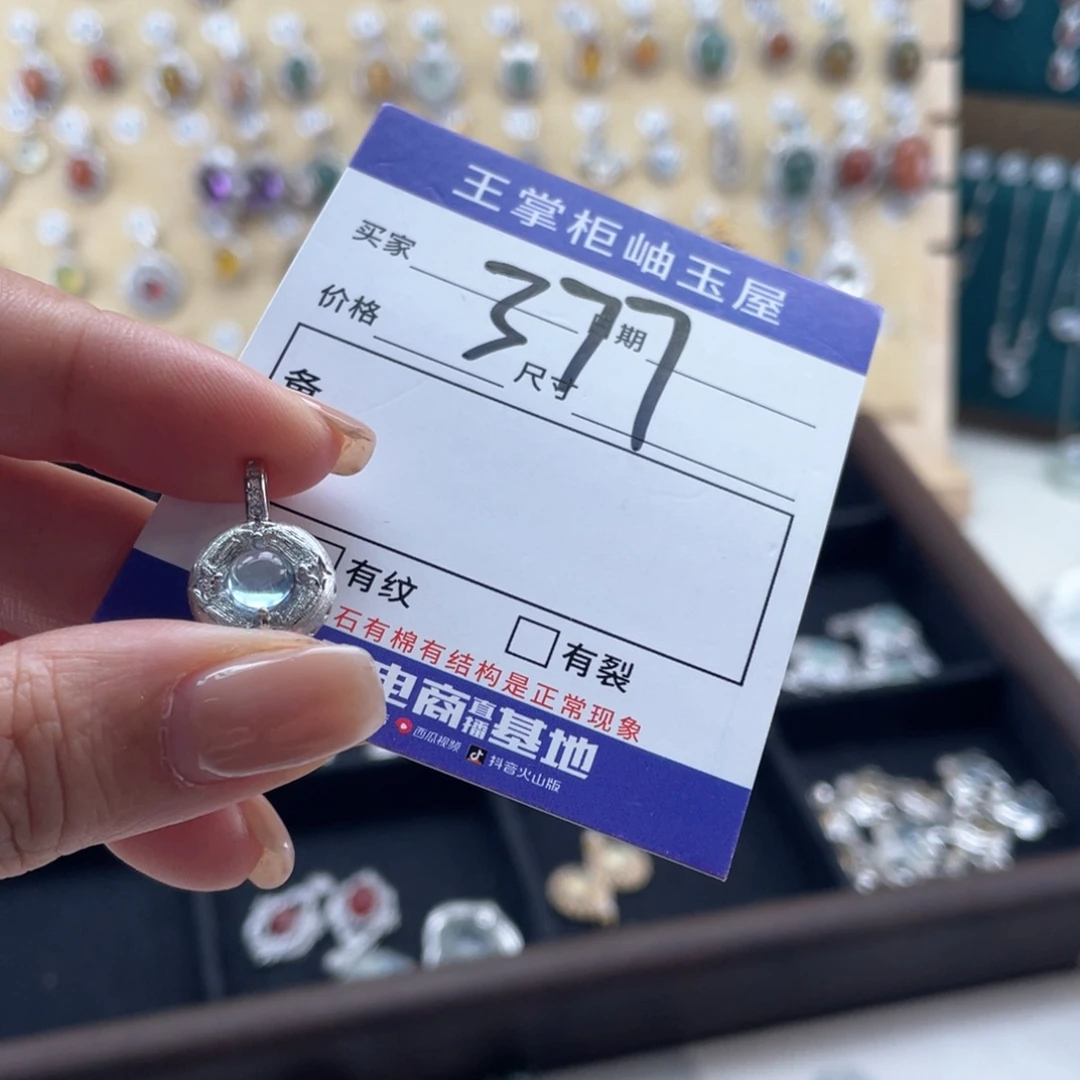 王掌柜岫玉屋
买家 日期
377
价格 尺寸
备
有纹 有裂
石有棉有结构是正常现象
电商直播基地
西瓜视频 抖音火山版